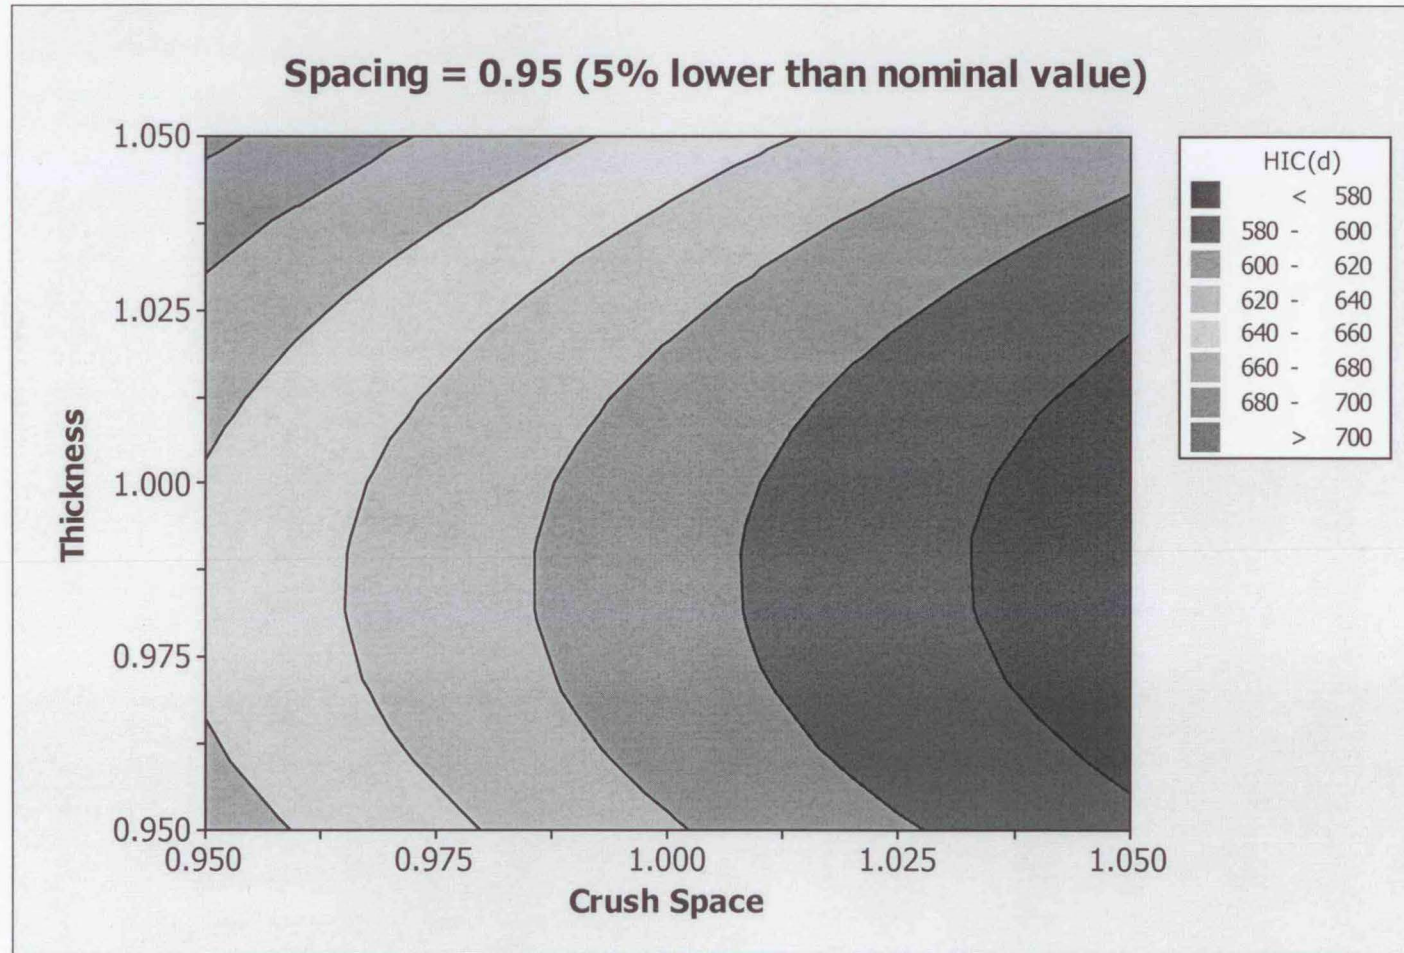 Spacing = 0.95 (5% lower than nominal value)
1.050
1.025
1.000
0.975
0.950
Thickness
0.950 0.975 1.000 1.025 1.050
Crush Space
HIC(d)
< 580
580 - 600
600 - 620
620 - 640
640 - 660
660 - 680
680 - 700
> 700